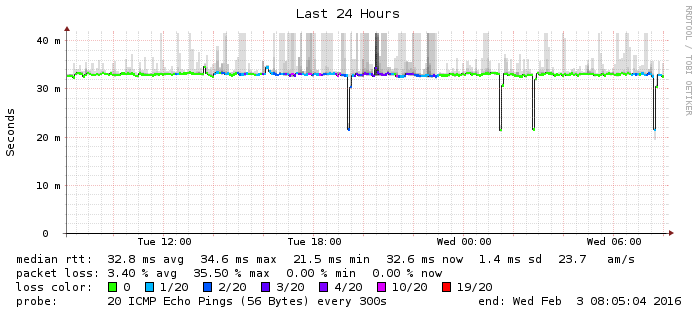 Last 24 Hours
RRDTOOL / TOBI OETIKER
Seconds
40 m
30 m
20 m
10 m
0
Tue 12:00 Tue 18:00 Wed 00:00 Wed 06:00
median rtt: 32.8 ms avg 34.6 ms max 21.5 ms min 32.6 ms now 1.4 ms sd 23.7 am/s
packet loss: 3.40 % avg 35.50 % max 0.00 % min 0.00 % now
loss color: 0 1/20 2/20 3/20 4/20 10/20 19/20
probe: 20 ICMP Echo Pings (56 Bytes) every 300s end: Wed Feb 3 08:05:04 2016